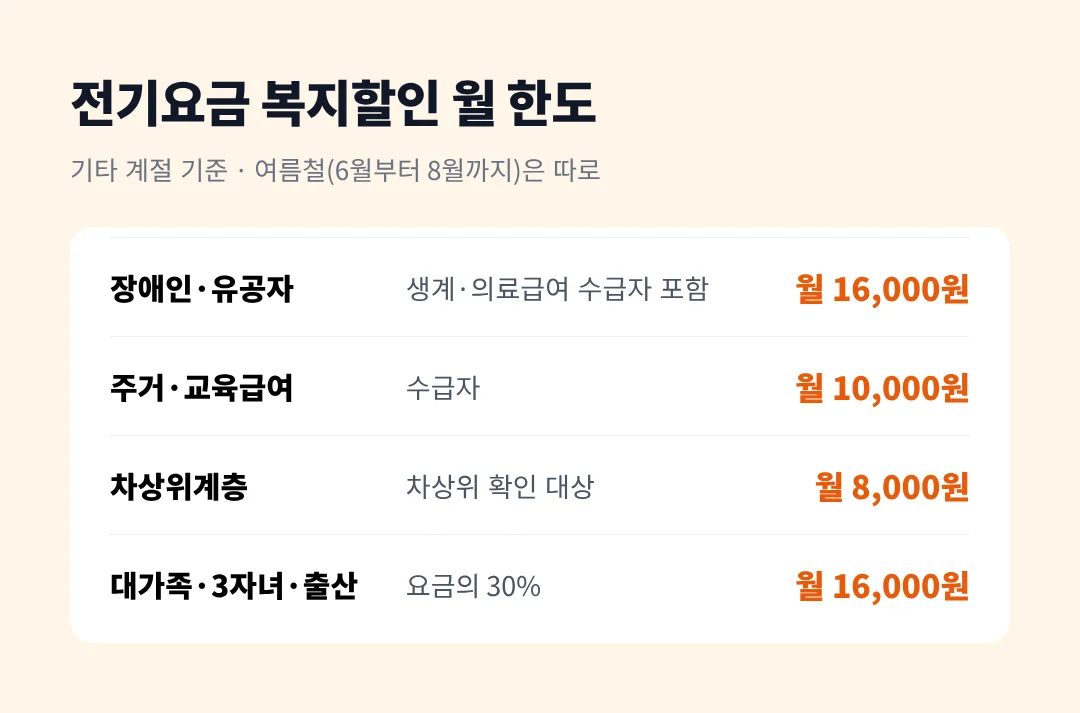 전기요금 복지할인 월 한도
기타 계절 기준 · 여름철(6월부터 8월까지)은 따로
장애인·유공자 생계·의료급여 수급자 포함 월 16,000원
주거·교육급여 수급자 월 10,000원
차상위계층 차상위 확인 대상 월 8,000원
대가족·3자녀·출산 요금의 30% 월 16,000원